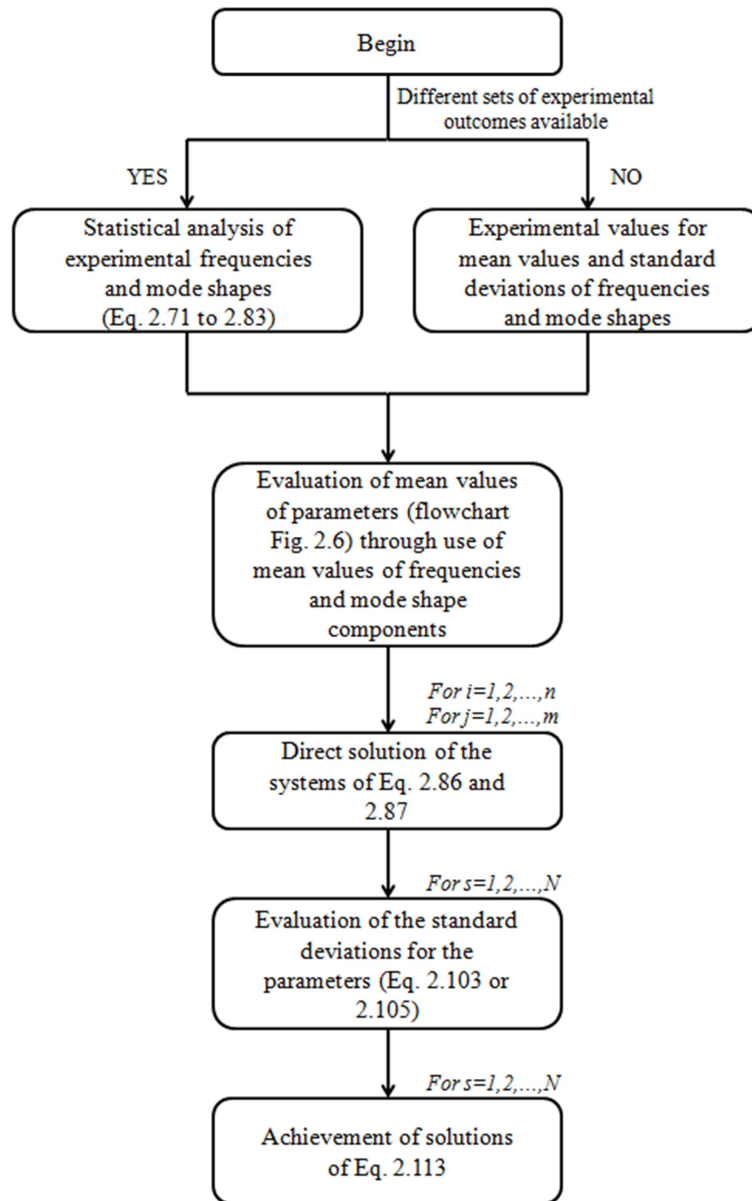 Begin
Different sets of experimental
outcomes available
YES
NO
Statistical analysis of
experimental frequencies
and mode shapes
(Eq. 2.71 to 2.83)
Experimental values for
mean values and standard
deviations of frequencies
and mode shapes
Evaluation of mean values
of parameters (flowchart
Fig. 2.6) through use of
mean values of frequencies
and mode shape
components
For i=1,2,...,n
For j=1,2,...,m
Direct solution of the
systems of Eq. 2.86 and
2.87
For s=1,2,...,N
Evaluation of the standard
deviations for the
parameters (Eq. 2.103 or
2.105)
For s=1,2,...,N
Achievement of solutions
of Eq. 2.113